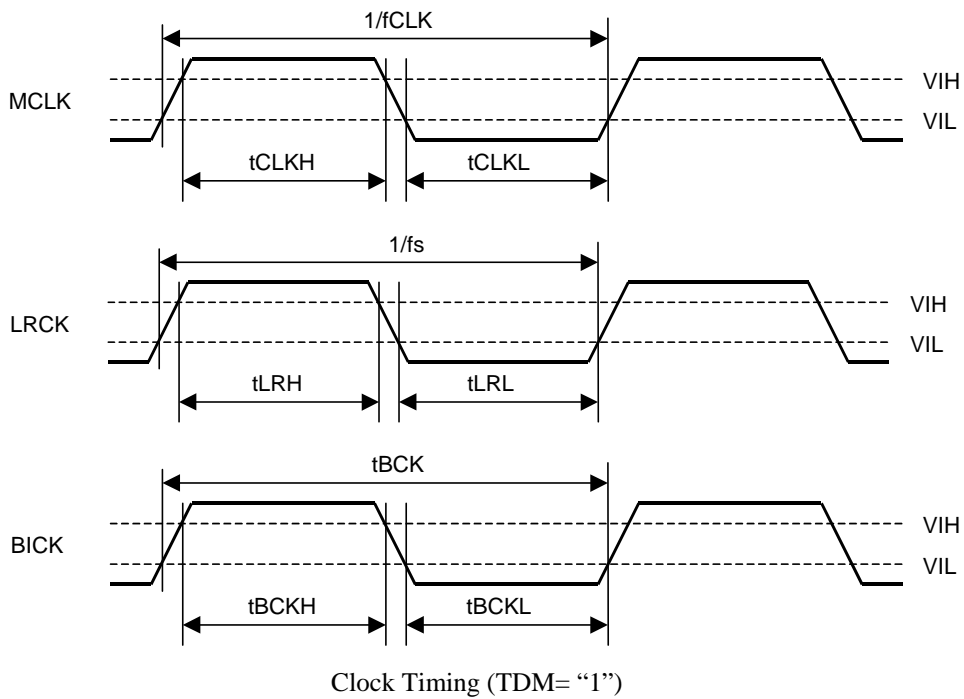 1/fCLK
MCLK
VIH
VIL
tCLKH
tCLKL
1/fs
LRCK
VIH
VIL
tLRH
tLRL
tBCK
BICK
VIH
VIL
tBCKH
tBCKL
Clock Timing (TDM= “1”)